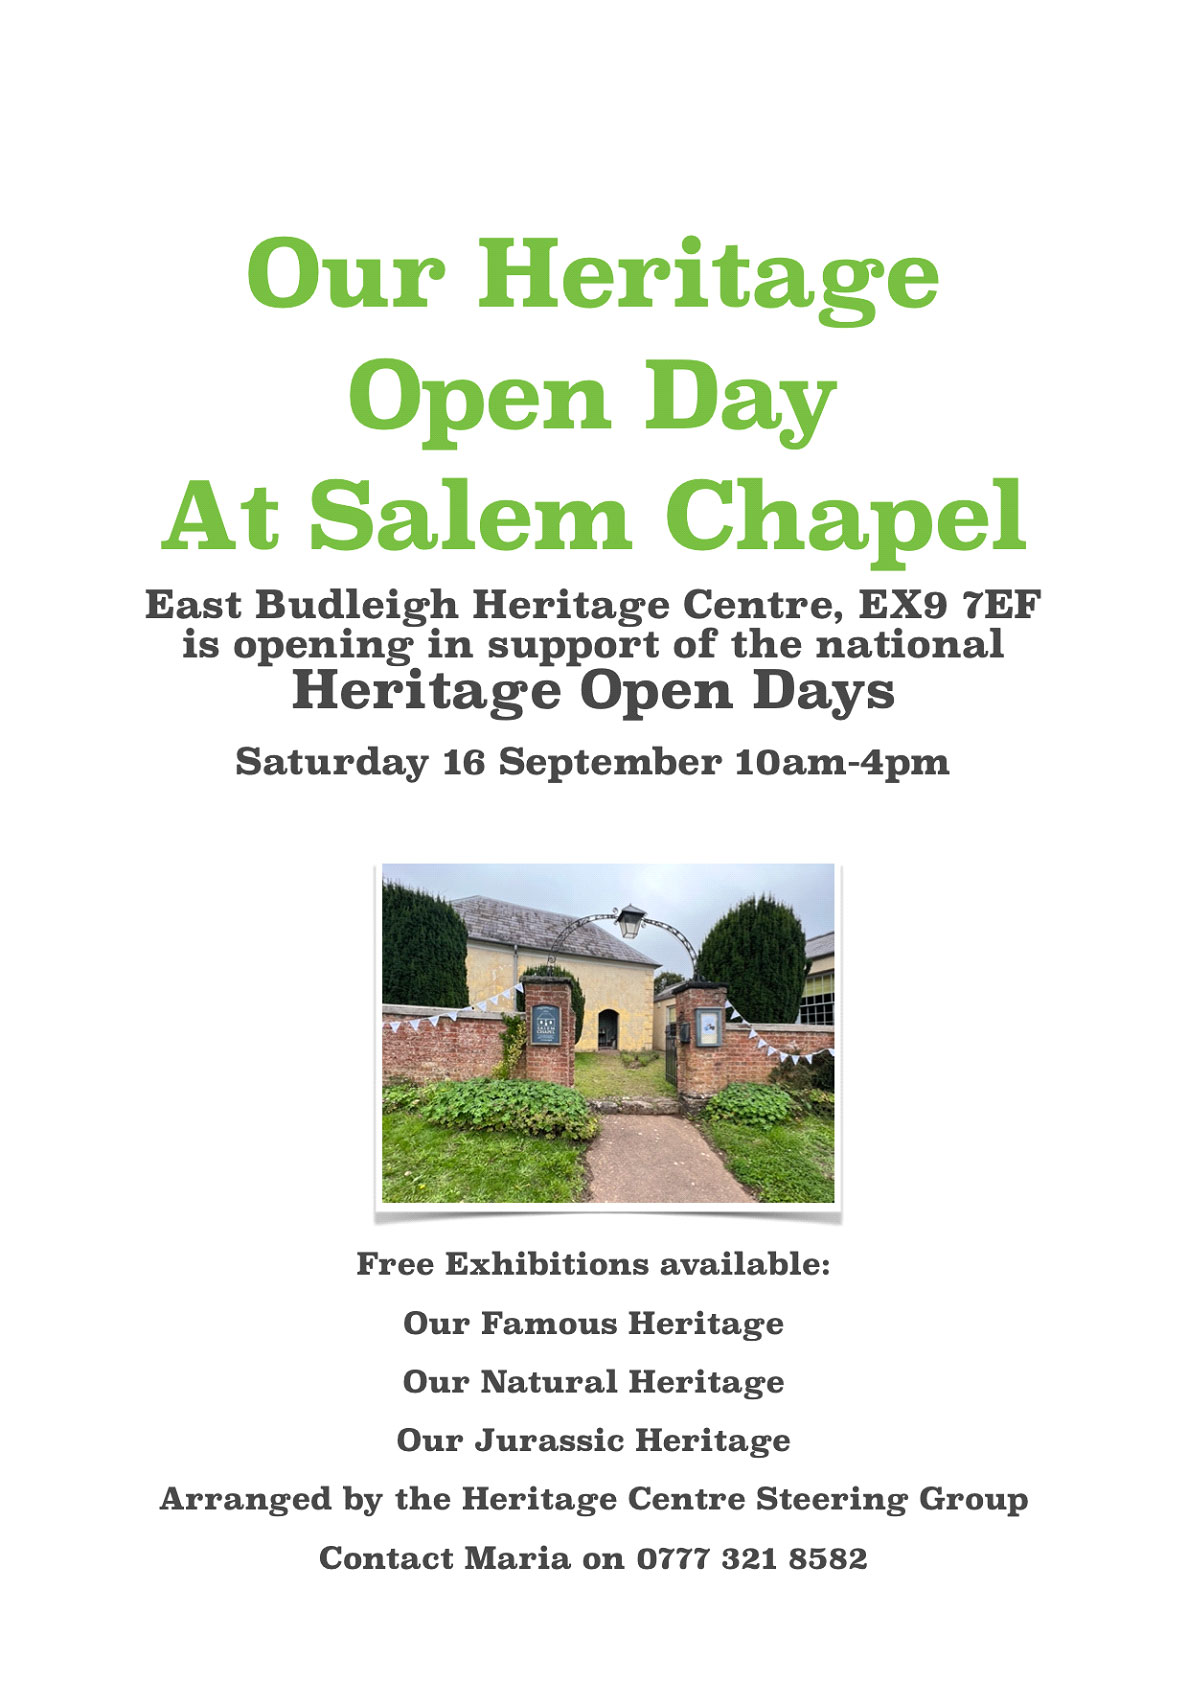 Our Heritage
Open Day
At Salem Chapel
East Budleigh Heritage Centre, EX9 7EF
is opening in support of the national
Heritage Open Days
Saturday 16 September 10am-4pm
SALEM
CHAPEL
Free Exhibitions available:
Our Famous Heritage
Our Natural Heritage
Our Jurassic Heritage
Arranged by the Heritage Centre Steering Group
Contact Maria on 0777 321 8582